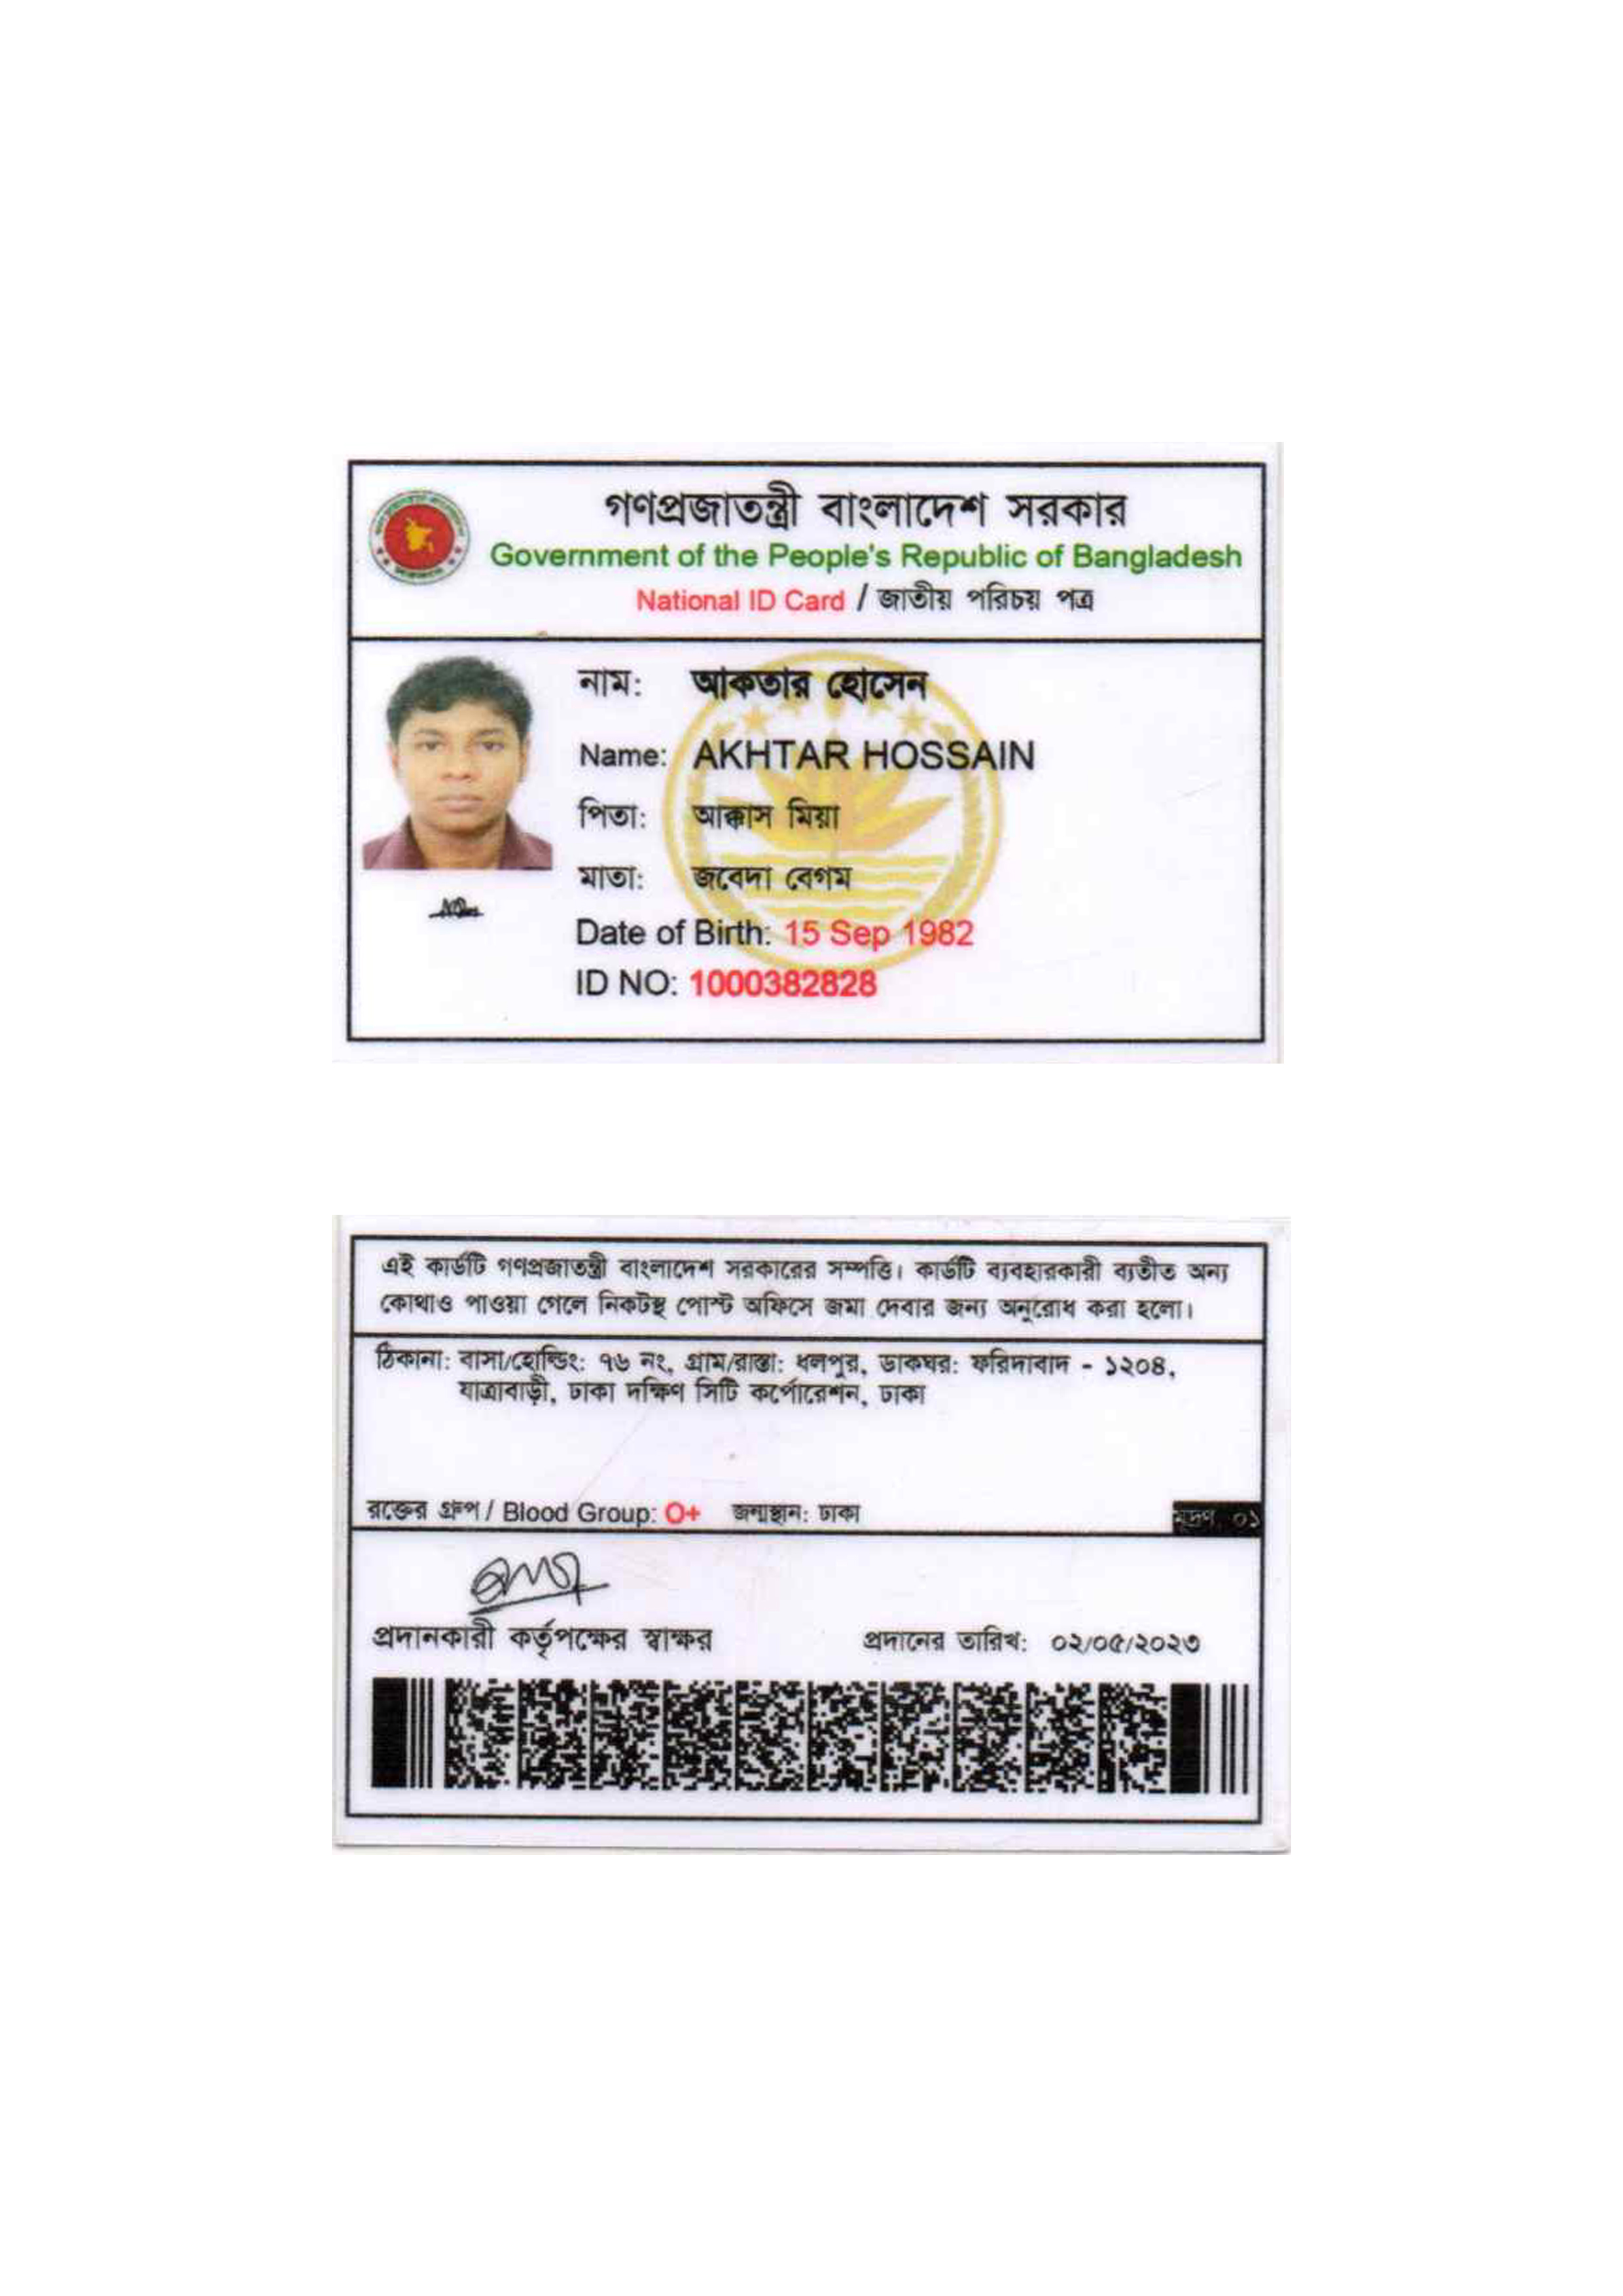 গণপ্রজাতন্ত্রী বাংলাদেশ সরকার
Government of the People's Republic of Bangladesh
National ID Card / জাতীয় পরিচয় পত্র
নাম: আকতার হোসেন
Name: AKHTAR HOSSAIN
পিতা: আক্কাস মিয়া
মাতা: জবেদা বেগম
Date of Birth: 15 Sep 1982
ID NO: 1000382828
এই কার্ডটি গণপ্রজাতন্ত্রী বাংলাদেশ সরকারের সম্পত্তি। কার্ডটি ব্যবহারকারী ব্যতীত অন্য
কোথাও পাওয়া গেলে নিকটস্থ পোস্ট অফিসে জমা দেবার জন্য অনুরোধ করা হলো।
ঠিকানা: বাসা/হোল্ডিং: ৭৬ নং, গ্রাম/রাস্তা: ধলপুর, ডাকঘর: ফরিদাবাদ - ১২০৪,
যাত্রাবাড়ী, ঢাকা দক্ষিণ সিটি কর্পোরেশন, ঢাকা
রক্তের গ্রুপ / Blood Group: O+ জন্মস্থান: ঢাকা
মুদ্রণ: ০১
প্রদানকারী কর্তৃপক্ষের স্বাক্ষর
প্রদানের তারিখ: ০২/০৫/২০২৩